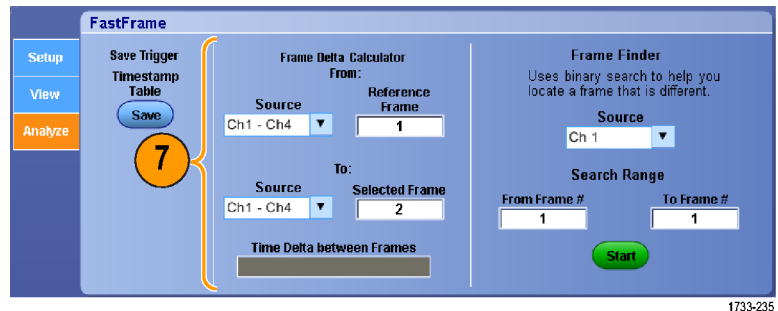 FastFrame
Setup
View
Analyze
Save Trigger
Timestamp
Table
Save
7
Frame Delta Calculator
From:
Source
Reference
Frame
Ch1 - Ch4
1
To:
Source
Selected Frame
Ch1 - Ch4
2
Time Delta between Frames
Frame Finder
Uses binary search to help you
locate a frame that is different.
Source
Ch 1
Search Range
From Frame #
To Frame #
1
1
Start
1733-235